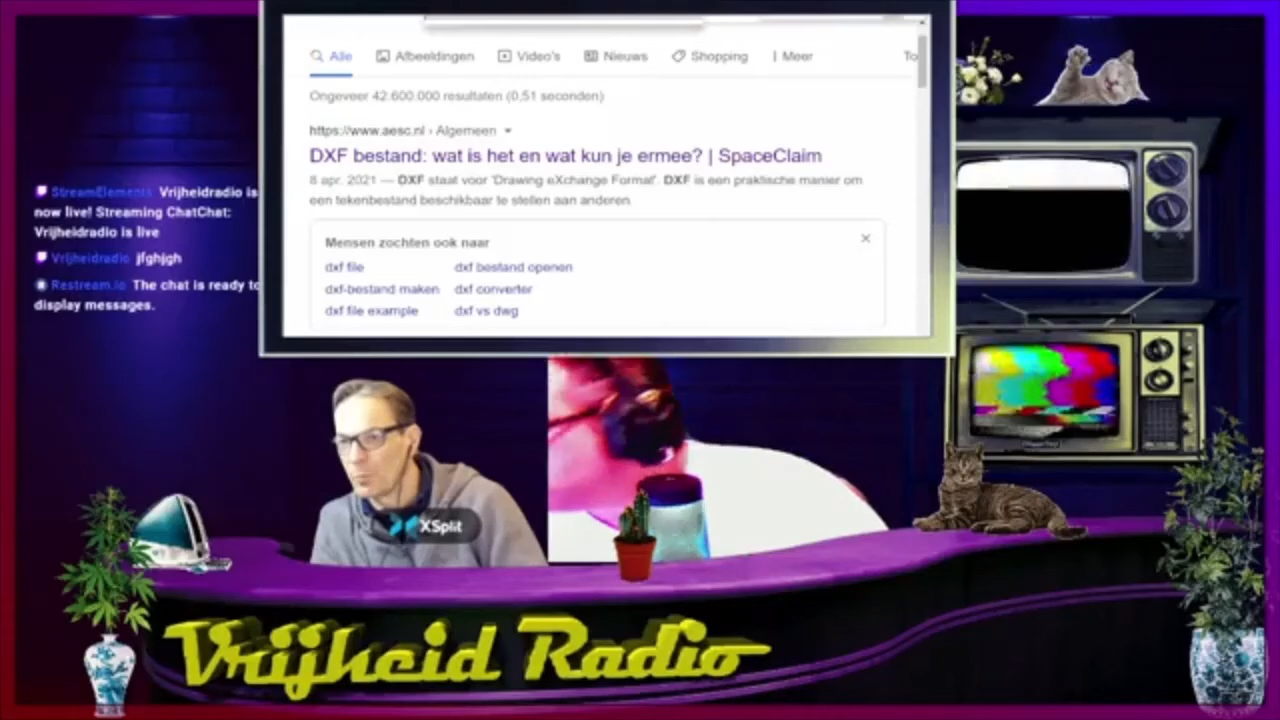 Alle Afbeeldingen Video's Nieuws Shopping Meer To
Ongeveer 42.600.000 resultaten (0,51 seconden)
https://www.aesc.nl › Algemeen
DXF bestand: wat is het en wat kun je ermee? | SpaceClaim
8 apr. 2021 — DXF staat voor 'Drawing eXchange Format'. DXF is een praktische manier om
een tekenbestand beschikbaar te stellen aan anderen.
Mensen zochten ook naar
dxf file dxf bestand openen
dxf-bestand maken dxf converter
dxf file example dxf vs dwg
StreamElements Vrijheidradio is
now live! Streaming ChatChat:
Vrijheidradio is live
Vrijheidradio jfghjgh
Restream.io The chat is ready to
display messages.
XSplit
Vrijheid Radio